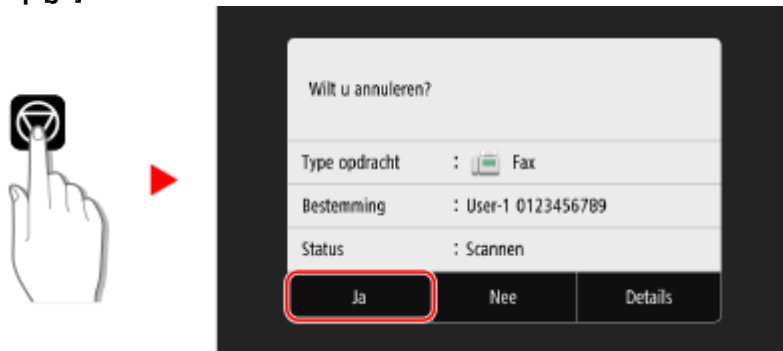 Wilt u annuleren?
Type opdracht : Fax
Bestemming : User-1 0123456789
Status : Scannen
Ja Nee Details